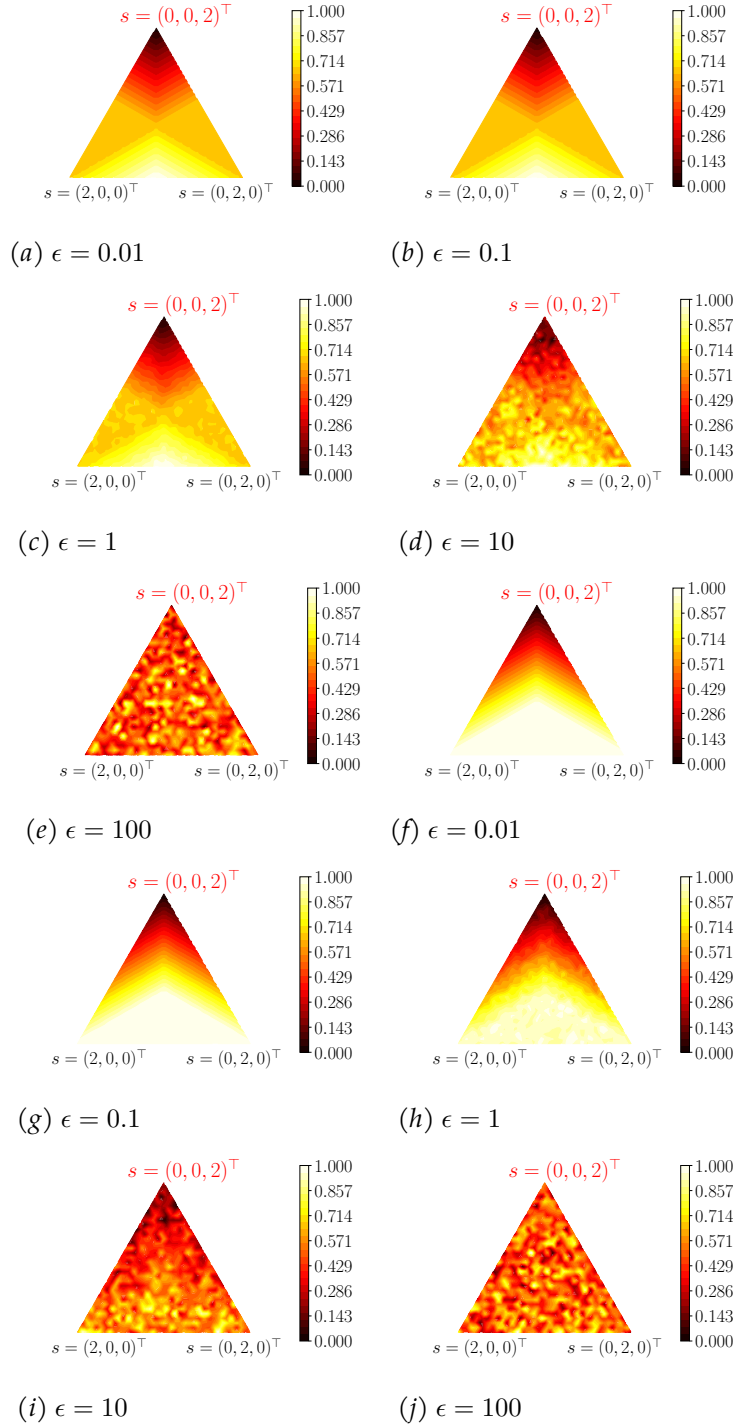 s = (0, 0, 2)⊤
1.000
0.857
0.714
0.571
0.429
0.286
0.143
0.000
s = (2, 0, 0)⊤ s = (0, 2, 0)⊤
(a) ϵ = 0.01
s = (0, 0, 2)⊤
1.000
0.857
0.714
0.571
0.429
0.286
0.143
0.000
s = (2, 0, 0)⊤ s = (0, 2, 0)⊤
(b) ϵ = 0.1
s = (0, 0, 2)⊤
1.000
0.857
0.714
0.571
0.429
0.286
0.143
0.000
s = (2, 0, 0)⊤ s = (0, 2, 0)⊤
(c) ϵ = 1
s = (0, 0, 2)⊤
1.000
0.857
0.714
0.571
0.429
0.286
0.143
0.000
s = (2, 0, 0)⊤ s = (0, 2, 0)⊤
(d) ϵ = 10
s = (0, 0, 2)⊤
1.000
0.857
0.714
0.571
0.429
0.286
0.143
0.000
s = (2, 0, 0)⊤ s = (0, 2, 0)⊤
(e) ϵ = 100
s = (0, 0, 2)⊤
1.000
0.857
0.714
0.571
0.429
0.286
0.143
0.000
s = (2, 0, 0)⊤ s = (0, 2, 0)⊤
(f) ϵ = 0.01
s = (0, 0, 2)⊤
1.000
0.857
0.714
0.571
0.429
0.286
0.143
0.000
s = (2, 0, 0)⊤ s = (0, 2, 0)⊤
(g) ϵ = 0.1
s = (0, 0, 2)⊤
1.000
0.857
0.714
0.571
0.429
0.286
0.143
0.000
s = (2, 0, 0)⊤ s = (0, 2, 0)⊤
(h) ϵ = 1
s = (0, 0, 2)⊤
1.000
0.857
0.714
0.571
0.429
0.286
0.143
0.000
s = (2, 0, 0)⊤ s = (0, 2, 0)⊤
(i) ϵ = 10
s = (0, 0, 2)⊤
1.000
0.857
0.714
0.571
0.429
0.286
0.143
0.000
s = (2, 0, 0)⊤ s = (0, 2, 0)⊤
(j) ϵ = 100